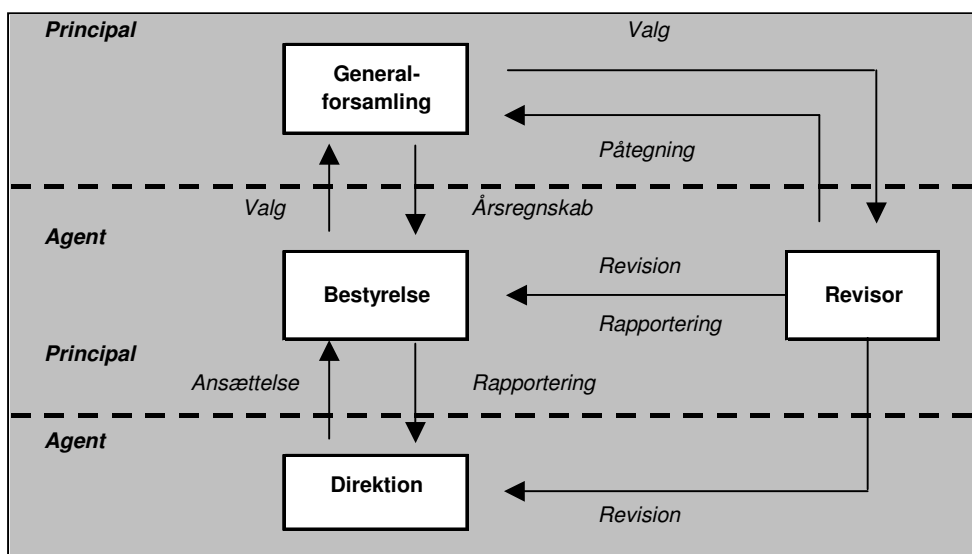 Principal
Valg
General-
forsamling
Påtegning
Valg
Årsregnskab
Agent
Revision
Bestyrelse
Revisor
Rapportering
Principal
Ansættelse
Rapportering
Agent
Direktion
Revision